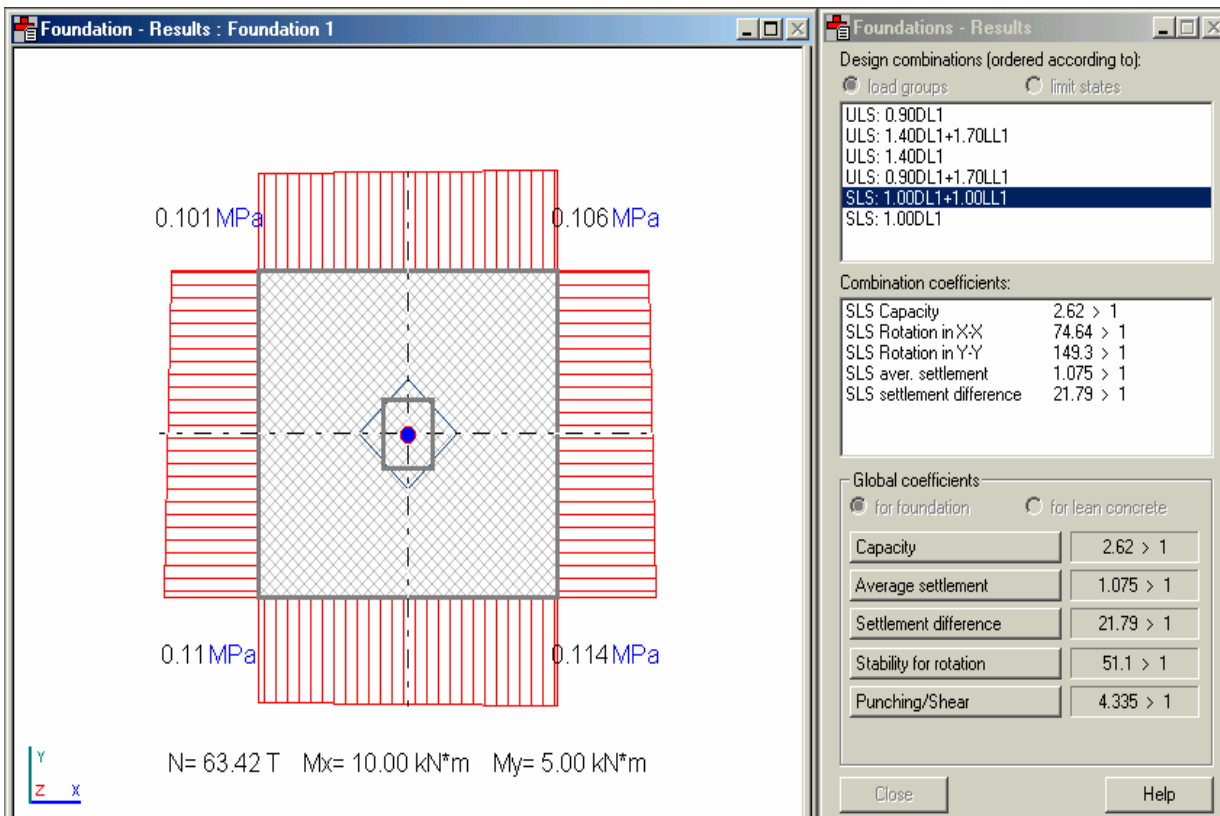 Foundation - Results : Foundation 1
0.101 MPa
0.106 MPa
0.11 MPa
0.114 MPa
N= 63.42 T Mx= 10.00 kN*m My= 5.00 kN*m
Y
Z X
Foundations - Results
Design combinations (ordered according to):
load groups limit states
ULS: 0.90DL1
ULS: 1.40DL1+1.70LL1
ULS: 1.40DL1
ULS: 0.90DL1+1.70LL1
SLS: 1.00DL1+1.00LL1
SLS: 1.00DL1
Combination coefficients:
SLS Capacity 2.62 > 1
SLS Rotation in X-X 74.64 > 1
SLS Rotation in Y-Y 149.3 > 1
SLS aver. settlement 1.075 > 1
SLS settlement difference 21.79 > 1
Global coefficients
for foundation for lean concrete
Capacity 2.62 > 1
Average settlement 1.075 > 1
Settlement difference 21.79 > 1
Stability for rotation 51.1 > 1
Punching/Shear 4.335 > 1
Close Help